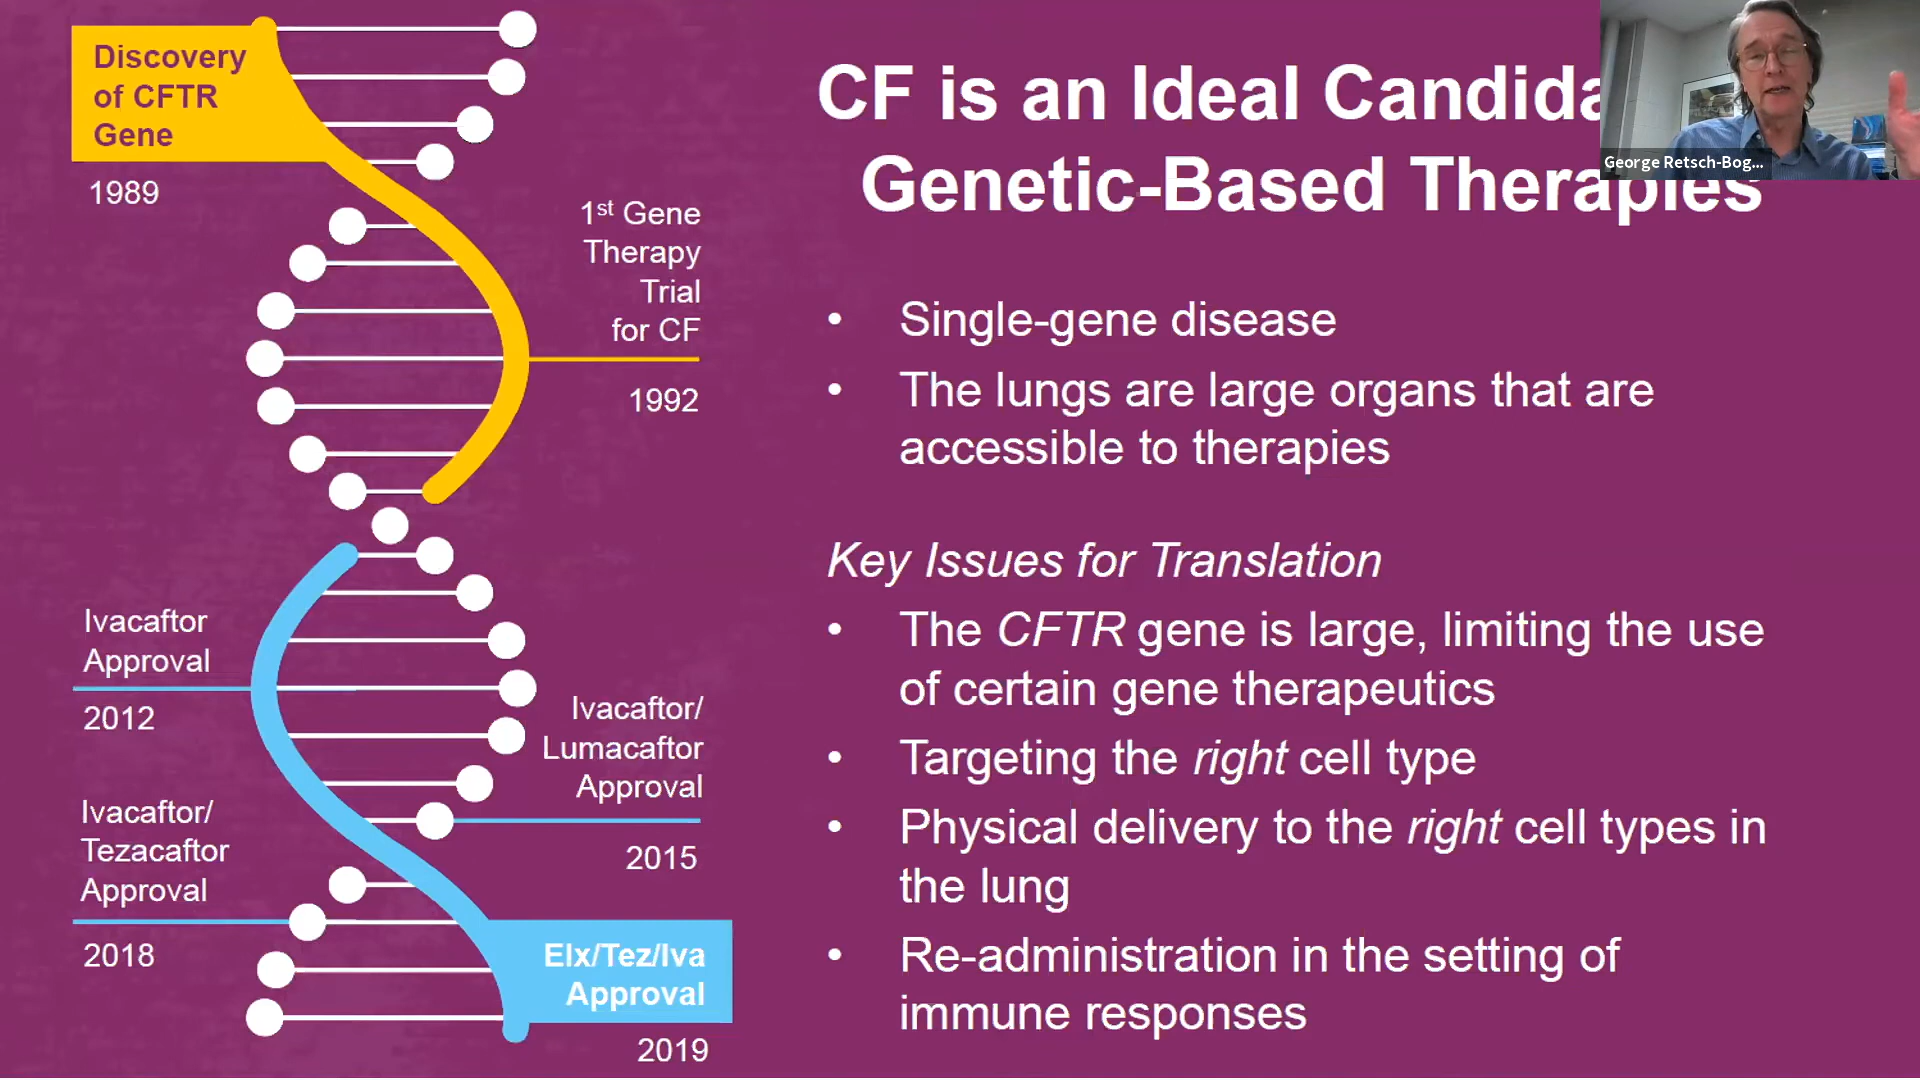 Discovery
of CFTR
Gene
1989
1st Gene
Therapy
Trial
for CF
1992
Ivacaftor
Approval
2012
Ivacaftor/
Lumacaftor
Approval
2015
Ivacaftor/
Tezacaftor
Approval
2018
Elx/Tez/Iva
Approval
2019
CF is an Ideal
Genetic-Based Therapies
• Single-gene disease
• The lungs are large organs that are
accessible to therapies
Key Issues for Translation
• The CFTR gene is large, limiting the use
of certain gene therapeutics
• Targeting the right cell type
• Physical delivery to the right cell types in
the lung
• Re-administration in the setting of
immune responses
George Retsch-Bog...